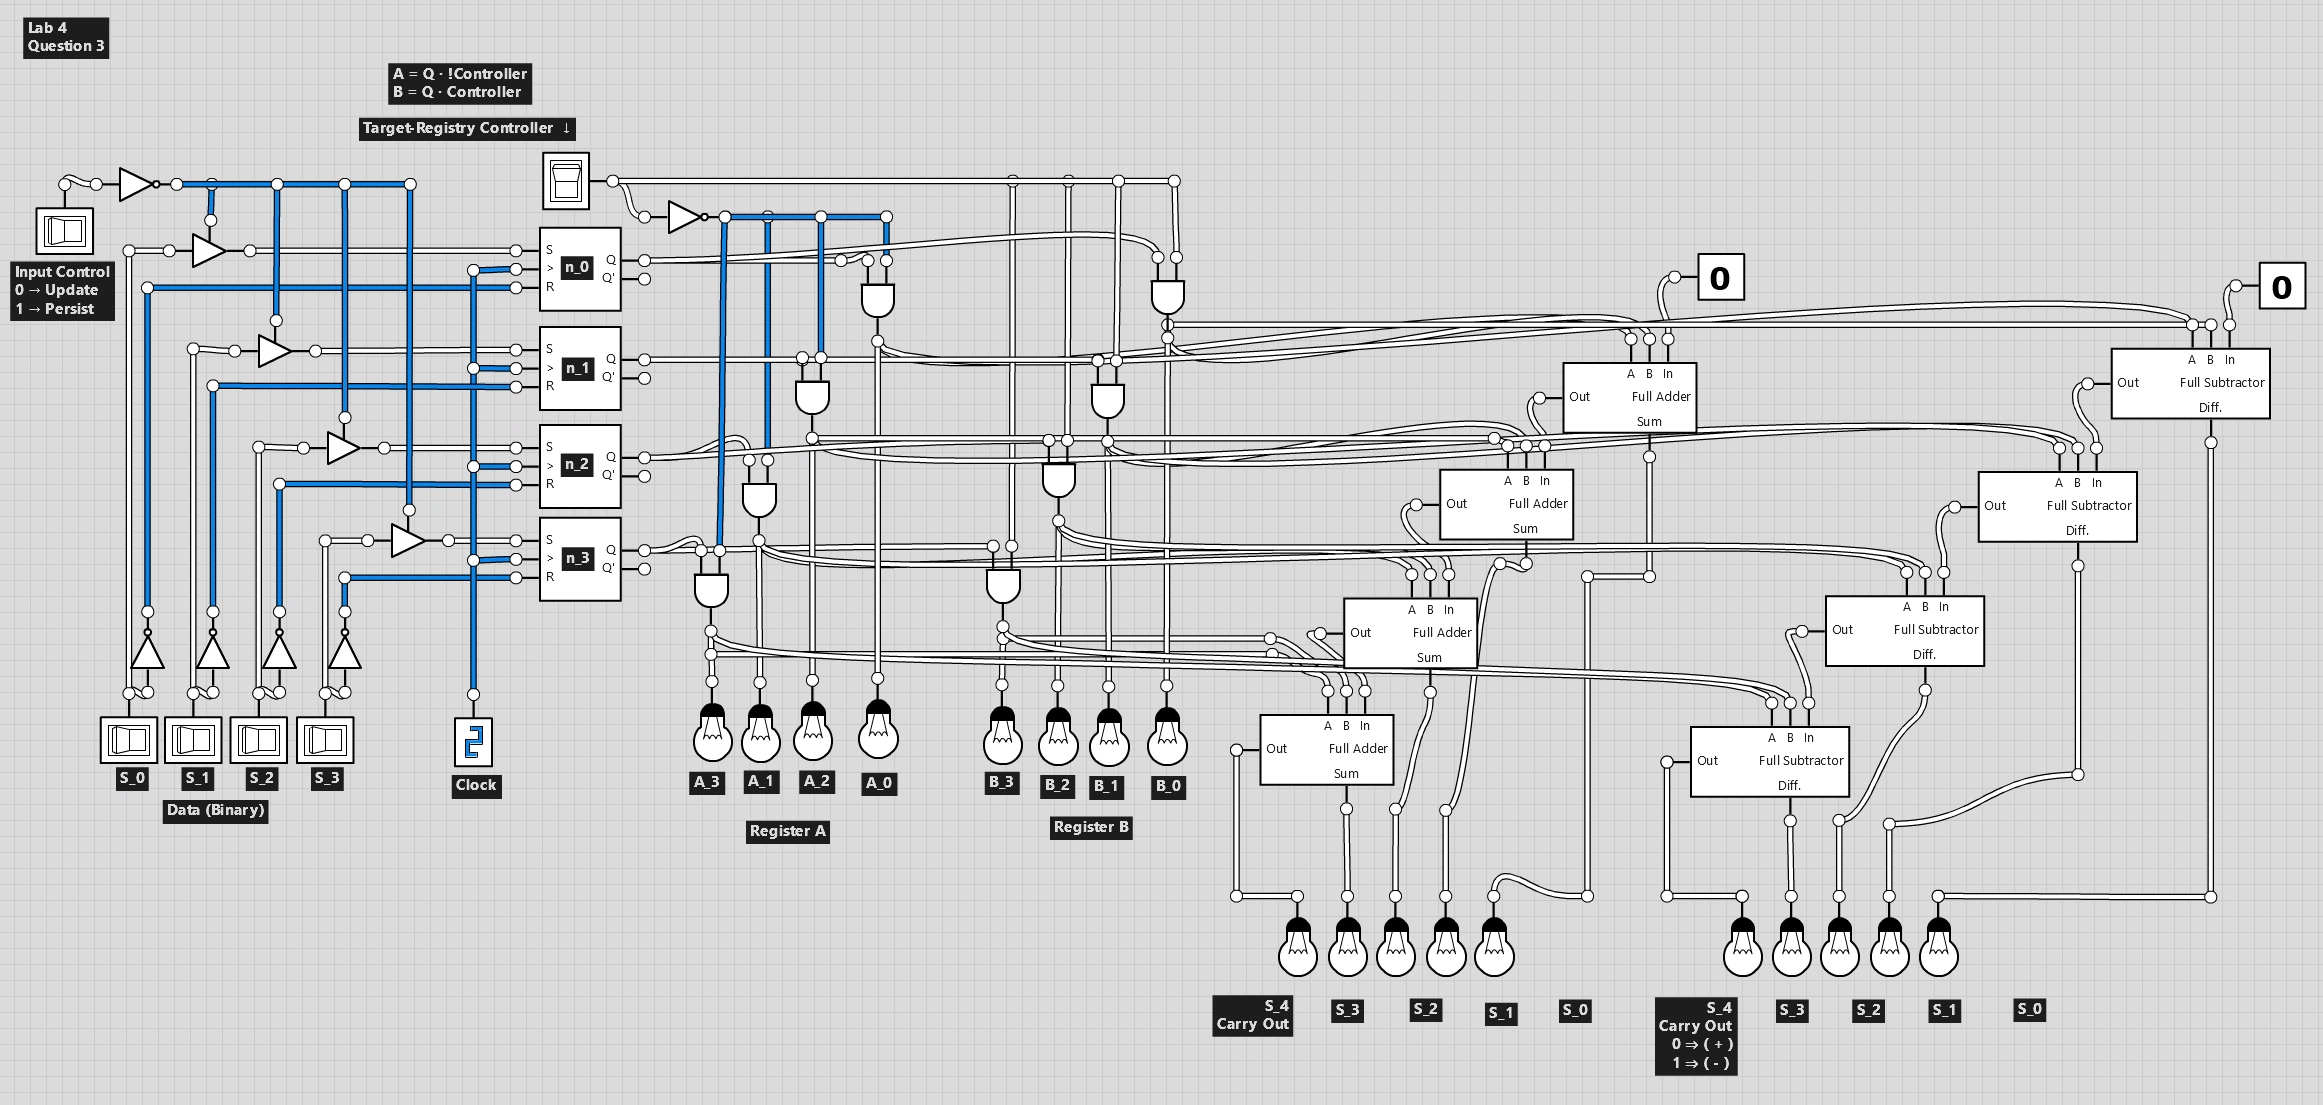 Lab 4
Question 3
A = Q · !Controller
B = Q · Controller
Target-Registry Controller ↓
Input Control
0 → Update
1 → Persist
S
>
R
n_0
Q
Q'
S
>
R
n_1
Q
Q'
S
>
R
n_2
Q
Q'
S
>
R
n_3
Q
Q'
0
0
A B In
Out Full Adder
Sum
A B In
Out Full Subtractor
Diff.
A B In
Out Full Adder
Sum
A B In
Out Full Subtractor
Diff.
A B In
Out Full Adder
Sum
A B In
Out Full Subtractor
Diff.
A B In
Out Full Adder
Sum
A B In
Out Full Subtractor
Diff.
S_0 S_1 S_2 S_3
Data (Binary)
Clock
A_3 A_1 A_2 A_0
Register A
B_3 B_2 B_1 B_0
Register B
S_4
Carry Out
S_3 S_2 S_1 S_0
S_4
Carry Out
0 ⇒ ( + )
1 ⇒ ( - )
S_3 S_2 S_1 S_0